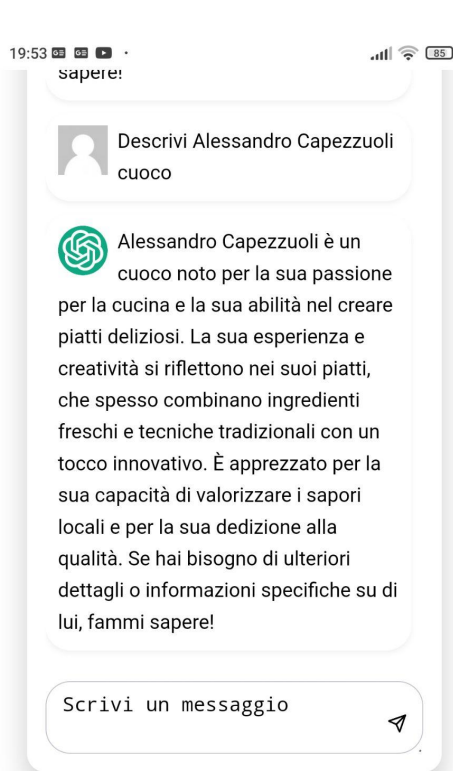 19:53
85
sapere!
Descrivi Alessandro Capezzuoli
cuoco
Alessandro Capezzuoli è un
cuoco noto per la sua passione
per la cucina e la sua abilità nel creare
piatti deliziosi. La sua esperienza e
creatività si riflettono nei suoi piatti,
che spesso combinano ingredienti
freschi e tecniche tradizionali con un
tocco innovativo. È apprezzato per la
sua capacità di valorizzare i sapori
locali e per la sua dedizione alla
qualità. Se hai bisogno di ulteriori
dettagli o informazioni specifiche su di
lui, fammi sapere!
Scrivi un messaggio